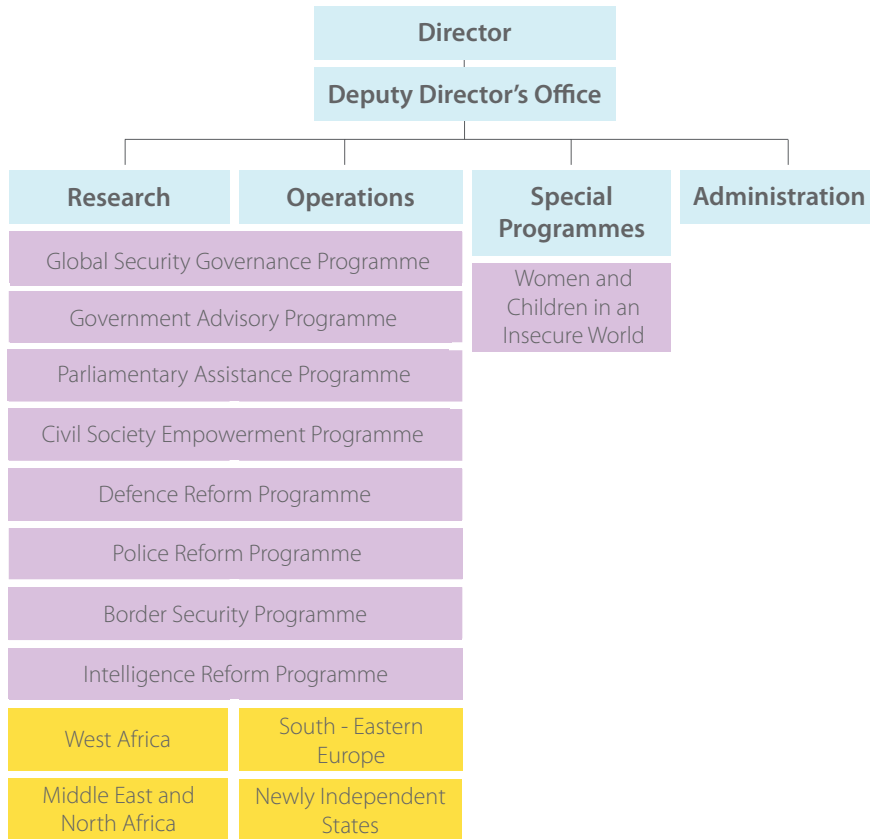 Director
Deputy Director’s Office
Research
Operations
Special
Programmes
Administration
Global Security Governance Programme
Government Advisory Programme
Parliamentary Assistance Programme
Civil Society Empowerment Programme
Defence Reform Programme
Police Reform Programme
Border Security Programme
Intelligence Reform Programme
Women and
Children in an
Insecure World
West Africa
South - Eastern
Europe
Middle East and
North Africa
Newly Independent
States